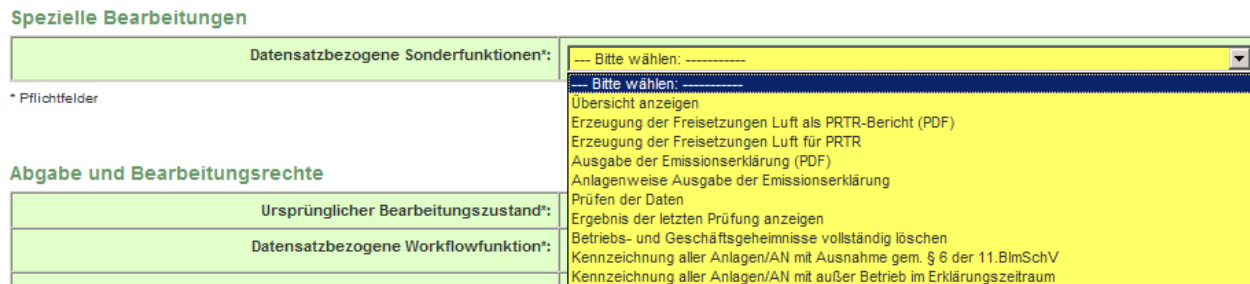 Spezielle Bearbeitungen
Datensatzbezogene Sonderfunktionen*:
--- Bitte wählen: -----------
--- Bitte wählen: -----------
Übersicht anzeigen
Erzeugung der Freisetzungen Luft als PRTR-Bericht (PDF)
Erzeugung der Freisetzungen Luft für PRTR
Ausgabe der Emissionserklärung (PDF)
Anlagenweise Ausgabe der Emissionserklärung
Prüfen der Daten
Ergebnis der letzten Prüfung anzeigen
Betriebs- und Geschäftsgeheimnisse vollständig löschen
Kennzeichnung aller Anlagen/AN mit Ausnahme gem. § 6 der 11.BImSchV
Kennzeichnung aller Anlagen/AN mit außer Betrieb im Erklärungszeitraum
* Pflichtfelder
Abgabe und Bearbeitungsrechte
Ursprünglicher Bearbeitungszustand*:
Datensatzbezogene Workflowfunktion*: